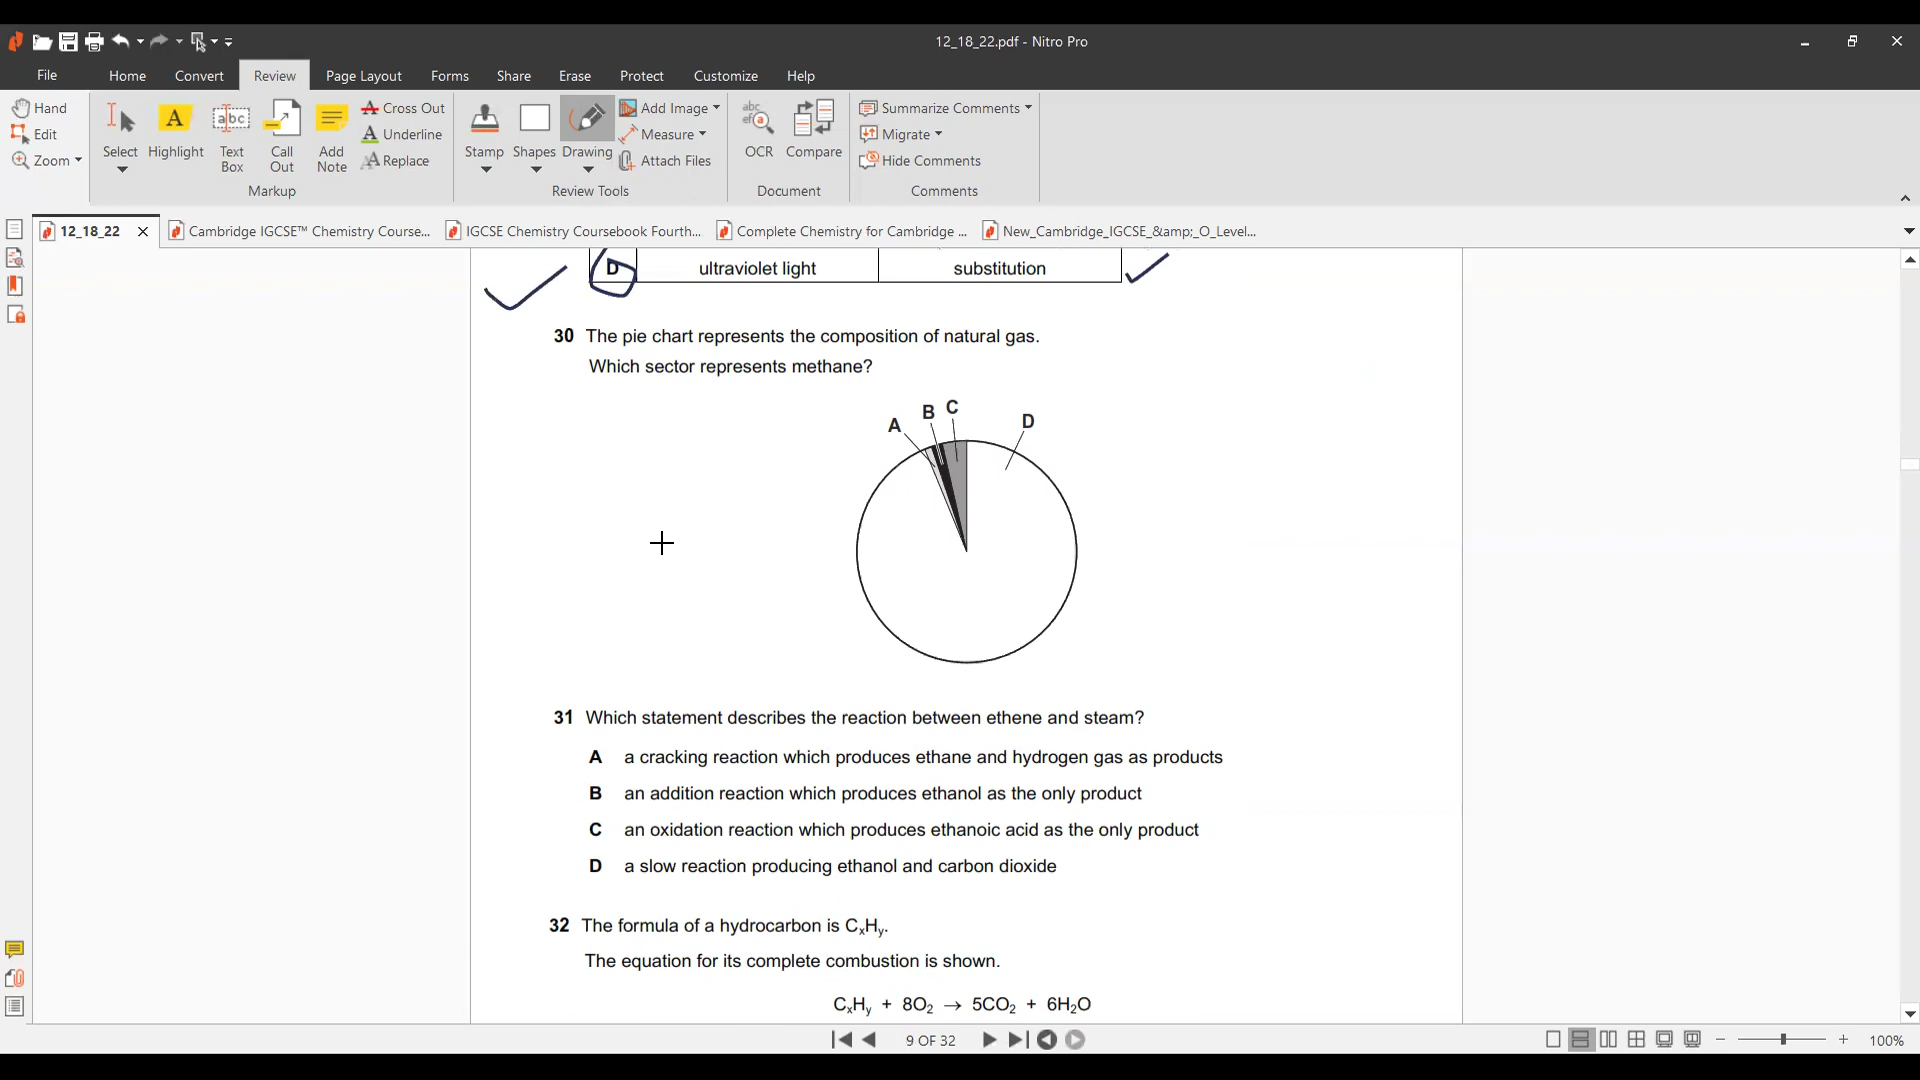 12_18_22.pdf - Nitro Pro
File Home Convert Review Page Layout Forms Share Erase Protect Customize Help
Hand
Edit
Zoom
Select
Highlight
Text Box
Call Out
Add Note
Cross Out
Underline
Replace
Markup
Stamp
Shapes
Drawing
Add Image
Measure
Attach Files
Review Tools
OCR
Compare
Document
Summarize Comments
Migrate
Hide Comments
Comments
12_18_22
Cambridge IGCSE™ Chemistry Course...
IGCSE Chemistry Coursebook Fourth...
Complete Chemistry for Cambridge ...
New_Cambridge_IGCSE_&amp;_O_Level...
D ultraviolet light substitution
30 The pie chart represents the composition of natural gas.
Which sector represents methane?
A B C D
31 Which statement describes the reaction between ethene and steam?
A a cracking reaction which produces ethane and hydrogen gas as products
B an addition reaction which produces ethanol as the only product
C an oxidation reaction which produces ethanoic acid as the only product
D a slow reaction producing ethanol and carbon dioxide
32 The formula of a hydrocarbon is CxHy.
The equation for its complete combustion is shown.
CxHy + 8O2 → 5CO2 + 6H2O
9 OF 32
100%